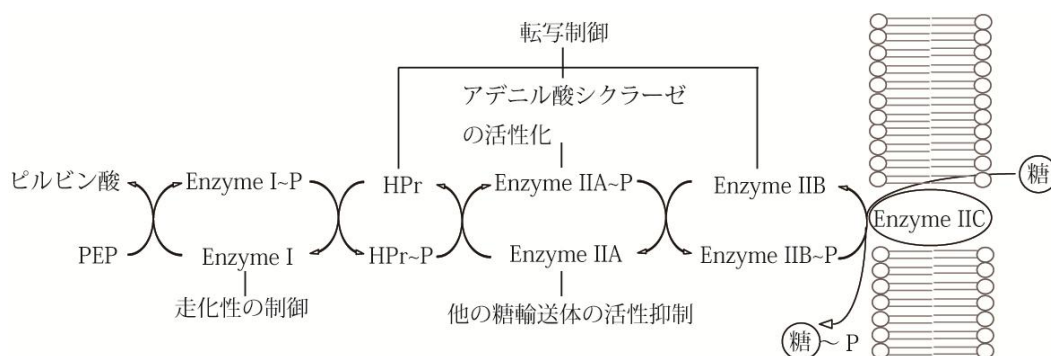 転写制御
アデニル酸シクラーゼ
の活性化
ピルビン酸
Enzyme I~P
HPr
Enzyme IIA~P
Enzyme IIB
糖
Enzyme IIC
PEP
Enzyme I
HPr~P
Enzyme IIA
Enzyme IIB~P
走化性の制御
他の糖輸送体の活性抑制
糖~P